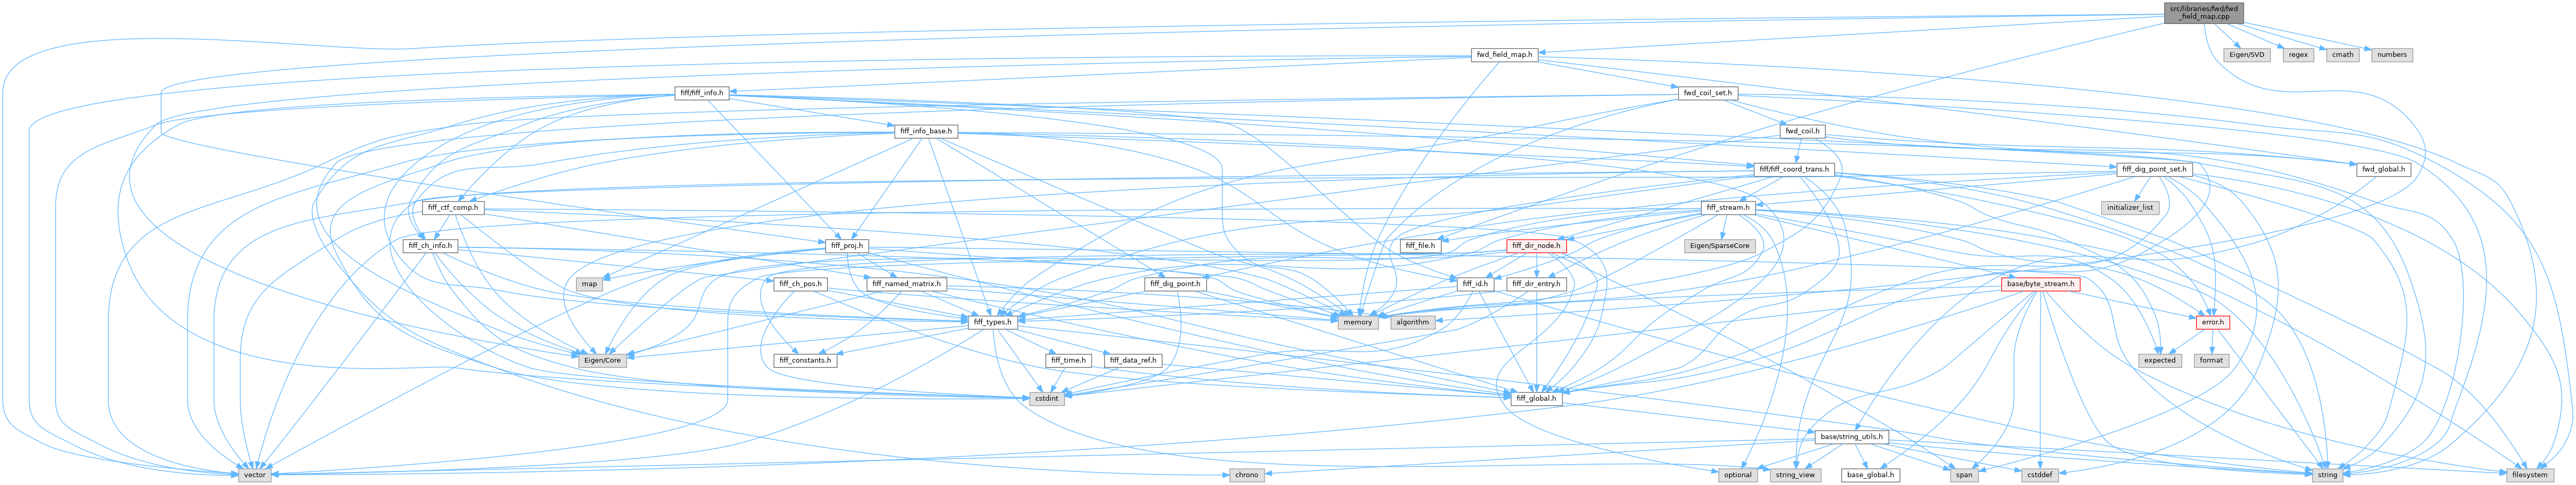 src/libraries/fwd/fwd
_field_map.cpp
fwd_field_map.h
Eigen/SVD
regex
cmath
numbers
fiff/fiff_info.h
fwd_coil_set.h
fiff_info_base.h
fwd_coil.h
fiff/fiff_coord_trans.h
fiff_dig_point_set.h
fwd_global.h
fiff_ctf_comp.h
fiff_stream.h
initializer_list
fiff_ch_info.h
fiff_proj.h
fiff_file.h
fiff_dir_node.h
Eigen/SparseCore
map
fiff_ch_pos.h
fiff_named_matrix.h
fiff_dig_point.h
fiff_id.h
fiff_dir_entry.h
base/byte_stream.h
fiff_types.h
memory
algorithm
error.h
Eigen/Core
fiff_constants.h
fiff_time.h
fiff_data_ref.h
expected
format
cstdint
fiff_global.h
base/string_utils.h
vector
chrono
optional
string_view
base_global.h
span
cstddef
string
filesystem